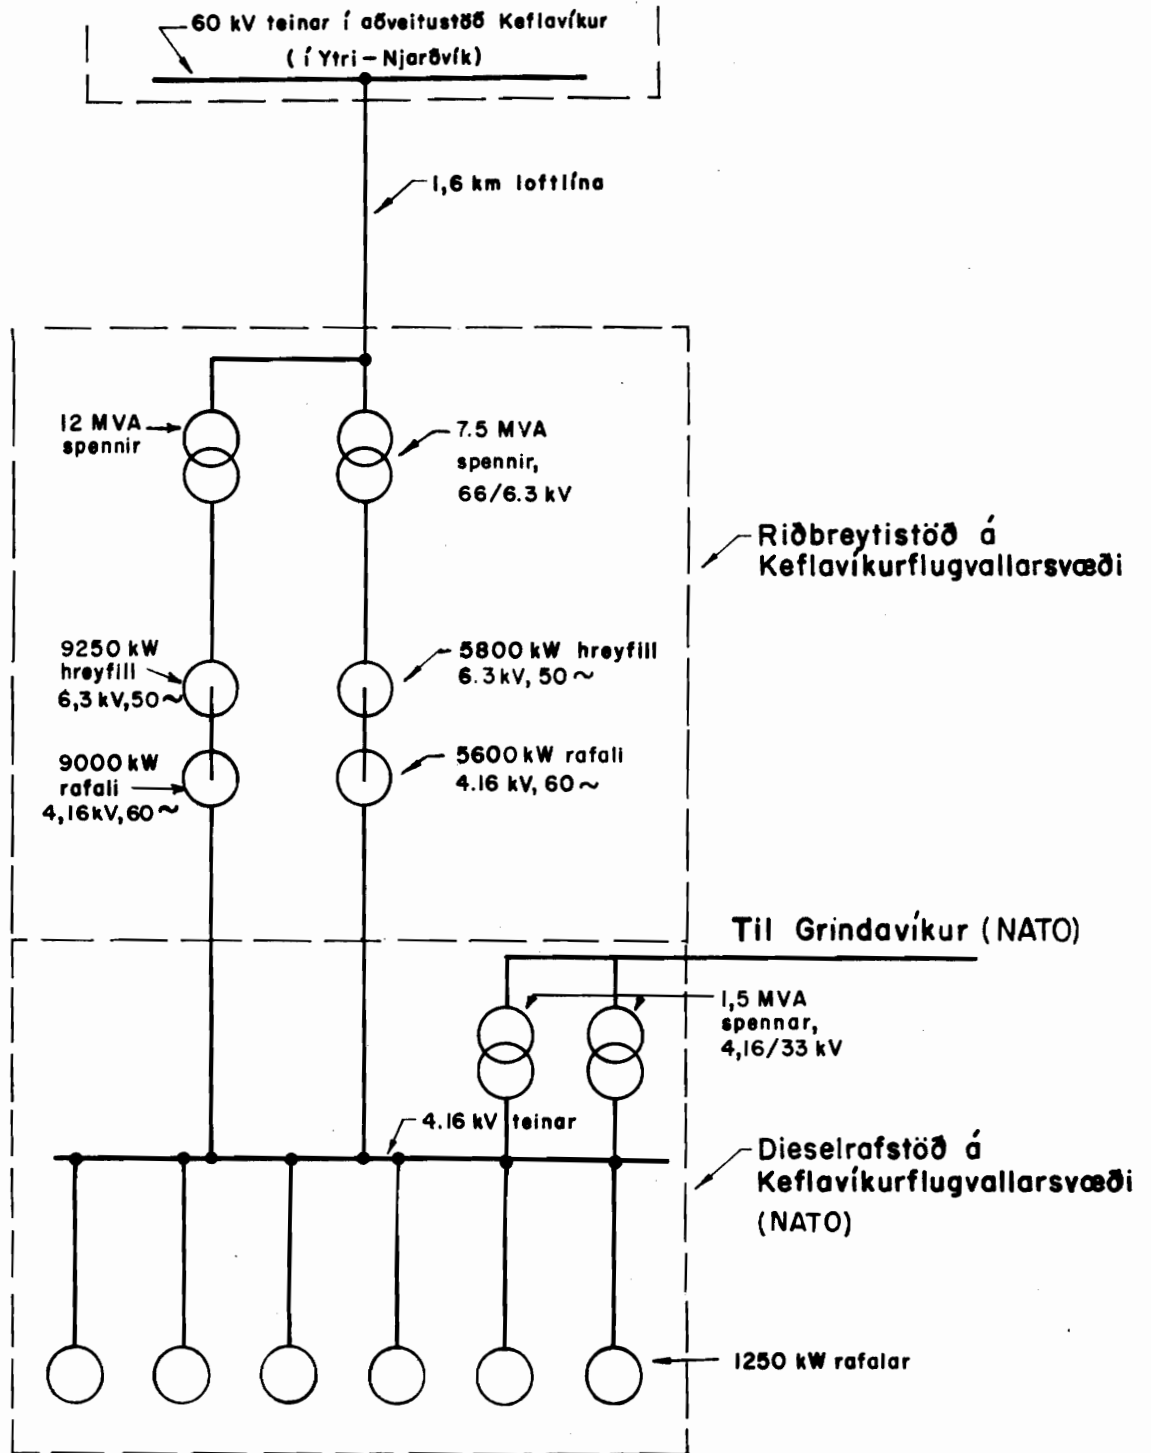 60 kV teinar í aðveitustöð Keflavíkur
( í Ytri – Njarðvík)
1,6 km loftlína
12 MVA
spennir
7.5 MVA
spennir,
66/6.3 kV
Riðbreytistöð á
Keflavíkurflugvallarsvæði
9250 kW
hreyfill
6,3 kV, 50 ~
5800 kW hreyfill
6.3 kV, 50 ~
9000 kW
rafali
4,16 kV, 60 ~
5600 kW rafali
4.16 kV, 60 ~
Til Grindavíkur (NATO)
1,5 MVA
spennar,
4,16/33 kV
4.16 kV teinar
Dieselrafstöð á
Keflavíkurflugvallarsvæði
(NATO)
1250 kW rafalar